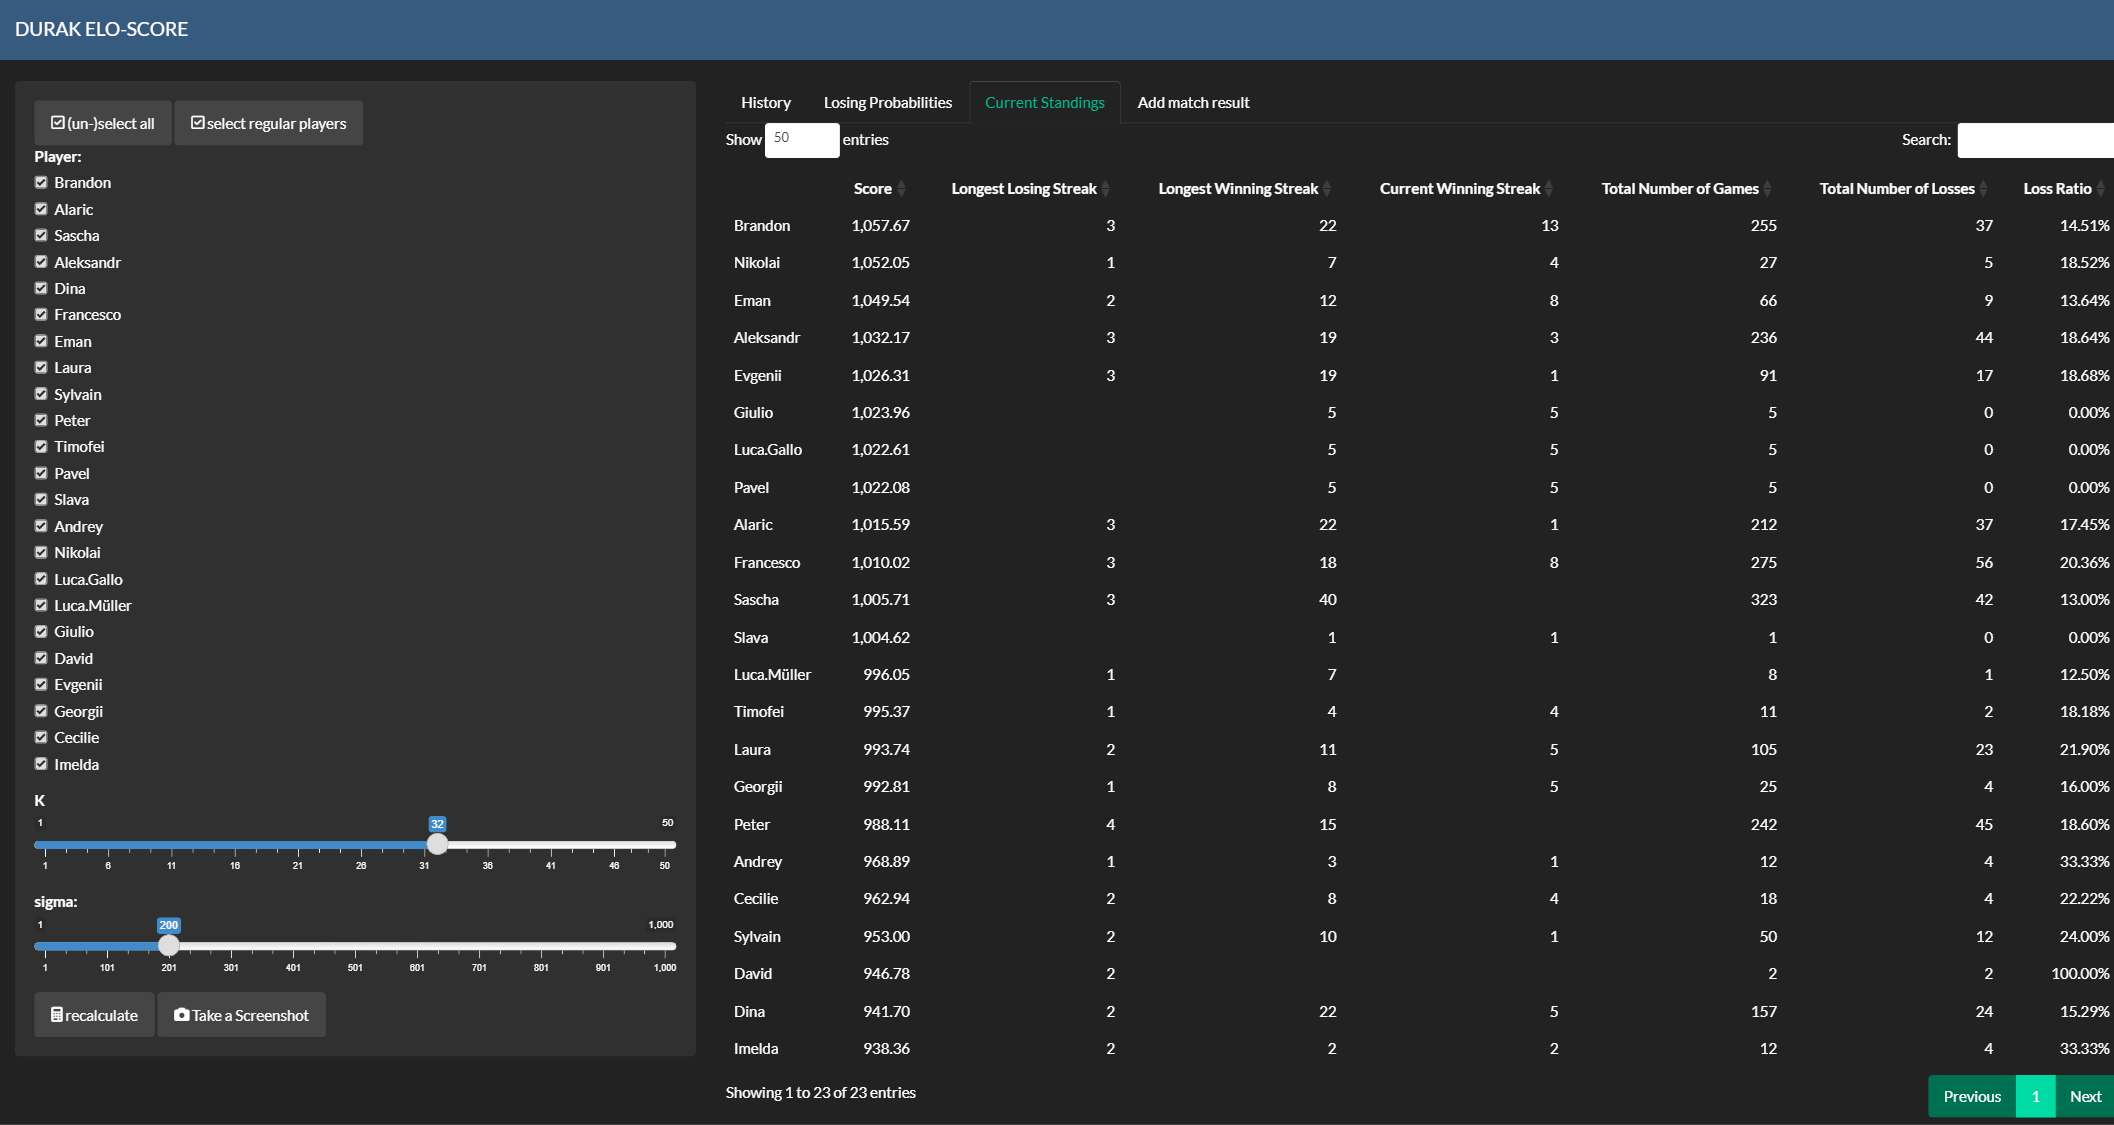 DURAK ELO-SCORE
(un-)select all select regular players
Player:
Brandon
Alaric
Sascha
Aleksandr
Dina
Francesco
Eman
Laura
Sylvain
Peter
Timofei
Pavel
Slava
Andrey
Nikolai
Luca.Gallo
Luca.Müller
Giulio
David
Evgenii
Georgii
Cecilie
Imelda
K
1 32 50
1 6 11 16 21 26 31 36 41 46 50
sigma:
1 200 1,000
1 101 201 301 401 501 601 701 801 901 1,000
recalculate Take a Screenshot
History Losing Probabilities Current Standings Add match result
Show 50 entries Search:
Score Longest Losing Streak Longest Winning Streak Current Winning Streak Total Number of Games Total Number of Losses Loss Ratio
Brandon 1,057.67 3 22 13 255 37 14.51%
Nikolai 1,052.05 1 7 4 27 5 18.52%
Eman 1,049.54 2 12 8 66 9 13.64%
Aleksandr 1,032.17 3 19 3 236 44 18.64%
Evgenii 1,026.31 3 19 1 91 17 18.68%
Giulio 1,023.96 5 5 5 0 0.00%
Luca.Gallo 1,022.61 5 5 5 0 0.00%
Pavel 1,022.08 5 5 5 0 0.00%
Alaric 1,015.59 3 22 1 212 37 17.45%
Francesco 1,010.02 3 18 8 275 56 20.36%
Sascha 1,005.71 3 40 323 42 13.00%
Slava 1,004.62 1 1 1 0 0.00%
Luca.Müller 996.05 1 7 8 1 12.50%
Timofei 995.37 1 4 4 11 2 18.18%
Laura 993.74 2 11 5 105 23 21.90%
Georgii 992.81 1 8 5 25 4 16.00%
Peter 988.11 4 15 242 45 18.60%
Andrey 968.89 1 3 1 12 4 33.33%
Cecilie 962.94 2 8 4 18 4 22.22%
Sylvain 953.00 2 10 1 50 12 24.00%
David 946.78 2 2 2 100.00%
Dina 941.70 2 22 5 157 24 15.29%
Imelda 938.36 2 2 2 12 4 33.33%
Showing 1 to 23 of 23 entries
Previous 1 Next